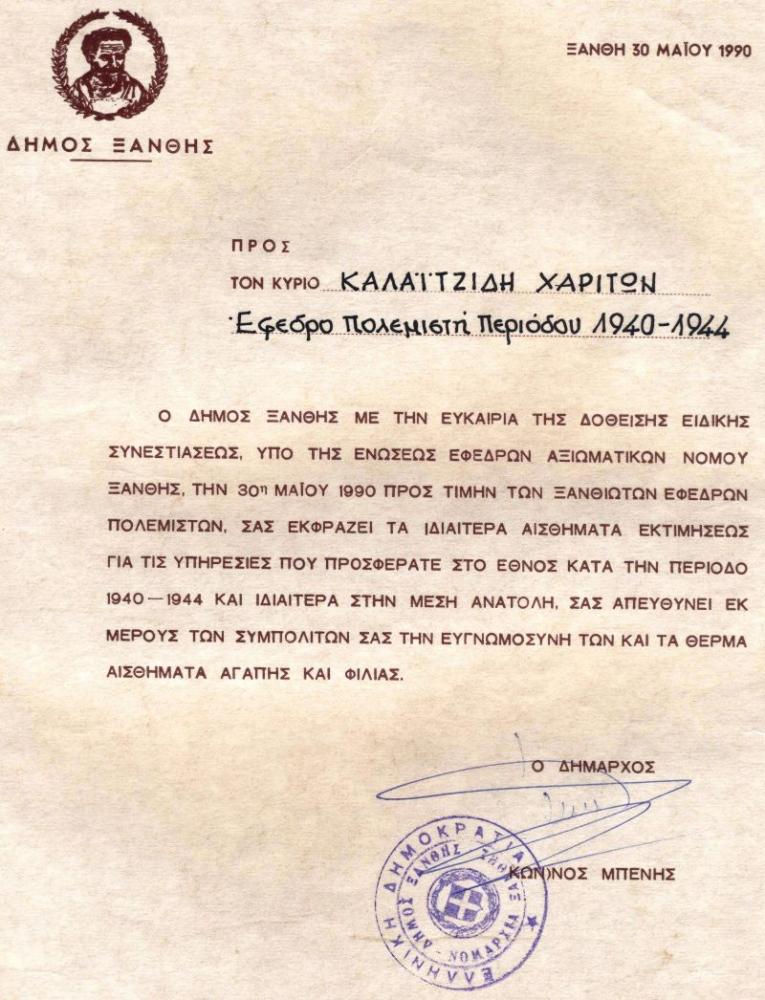 ΞΑΝΘΗ 30 ΜΑΪΟΥ 1990
ΔΗΜΟΣ ΞΑΝΘΗΣ
ΠΡΟΣ
ΤΟΝ ΚΥΡΙΟ ΚΑΛΑΪΤΖΙΔΗ ΧΑΡΙΤΩΝ
Έφεδρο Πολεμιστή Περιόδου 1940-1944
Ο ΔΗΜΟΣ ΞΑΝΘΗΣ ΜΕ ΤΗΝ ΕΥΚΑΙΡΙΑ ΤΗΣ ΔΟΘΕΙΣΗΣ ΕΙΔΙΚΗΣ
ΣΥΝΕΣΤΙΑΣΕΩΣ, ΥΠΟ ΤΗΣ ΕΝΩΣΕΩΣ ΕΦΕΔΡΩΝ ΑΞΙΩΜΑΤΙΚΩΝ ΝΟΜΟΥ
ΞΑΝΘΗΣ, ΤΗΝ 30η ΜΑΪΟΥ 1990 ΠΡΟΣ ΤΙΜΗΝ ΤΩΝ ΞΑΝΘΙΩΤΩΝ ΕΦΕΔΡΩΝ
ΠΟΛΕΜΙΣΤΩΝ, ΣΑΣ ΕΚΦΡΑΖΕΙ ΤΑ ΙΔΙΑΙΤΕΡΑ ΑΙΣΘΗΜΑΤΑ ΕΚΤΙΜΗΣΕΩΣ
ΓΙΑ ΤΙΣ ΥΠΗΡΕΣΙΕΣ ΠΟΥ ΠΡΟΣΦΕΡΑΤΕ ΣΤΟ ΕΘΝΟΣ ΚΑΤΑ ΤΗΝ ΠΕΡΙΟΔΟ
1940—1944 ΚΑΙ ΙΔΙΑΙΤΕΡΑ ΣΤΗΝ ΜΕΣΗ ΑΝΑΤΟΛΗ, ΣΑΣ ΑΠΕΥΘΥΝΕΙ ΕΚ
ΜΕΡΟΥΣ ΤΩΝ ΣΥΜΠΟΛΙΤΩΝ ΣΑΣ ΤΗΝ ΕΥΓΝΩΜΟΣΥΝΗ ΤΩΝ ΚΑΙ ΤΑ ΘΕΡΜΑ
ΑΙΣΘΗΜΑΤΑ ΑΓΑΠΗΣ ΚΑΙ ΦΙΛΙΑΣ.
Ο ΔΗΜΑΡΧΟΣ
ΚΩΝ)ΝΟΣ ΜΠΕΝΗΣ
ΕΛΛΗΝΙΚΗ ΔΗΜΟΚΡΑΤΙΑ
ΔΗΜΟΣ ΞΑΝΘΗΣ - ΝΟΜΑΡΧΙΑ ΞΑΝΘΗΣ